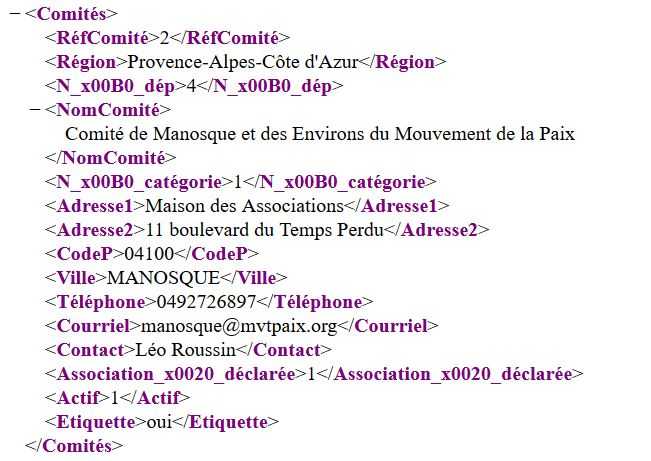 − <Comités>
<RéfComité>2</RéfComité>
<Région>Provence-Alpes-Côte d'Azur</Région>
<N_x00B0_dép>4</N_x00B0_dép>
− <NomComité>
Comité de Manosque et des Environs du Mouvement de la Paix
</NomComité>
<N_x00B0_catégorie>1</N_x00B0_catégorie>
<Adresse1>Maison des Associations</Adresse1>
<Adresse2>11 boulevard du Temps Perdu</Adresse2>
<CodeP>04100</CodeP>
<Ville>MANOSQUE</Ville>
<Téléphone>0492726897</Téléphone>
<Courriel>manosque@mvtpaix.org</Courriel>
<Contact>Léo Roussin</Contact>
<Association_x0020_déclarée>1</Association_x0020_déclarée>
<Actif>1</Actif>
<Etiquette>oui</Etiquette>
</Comités>